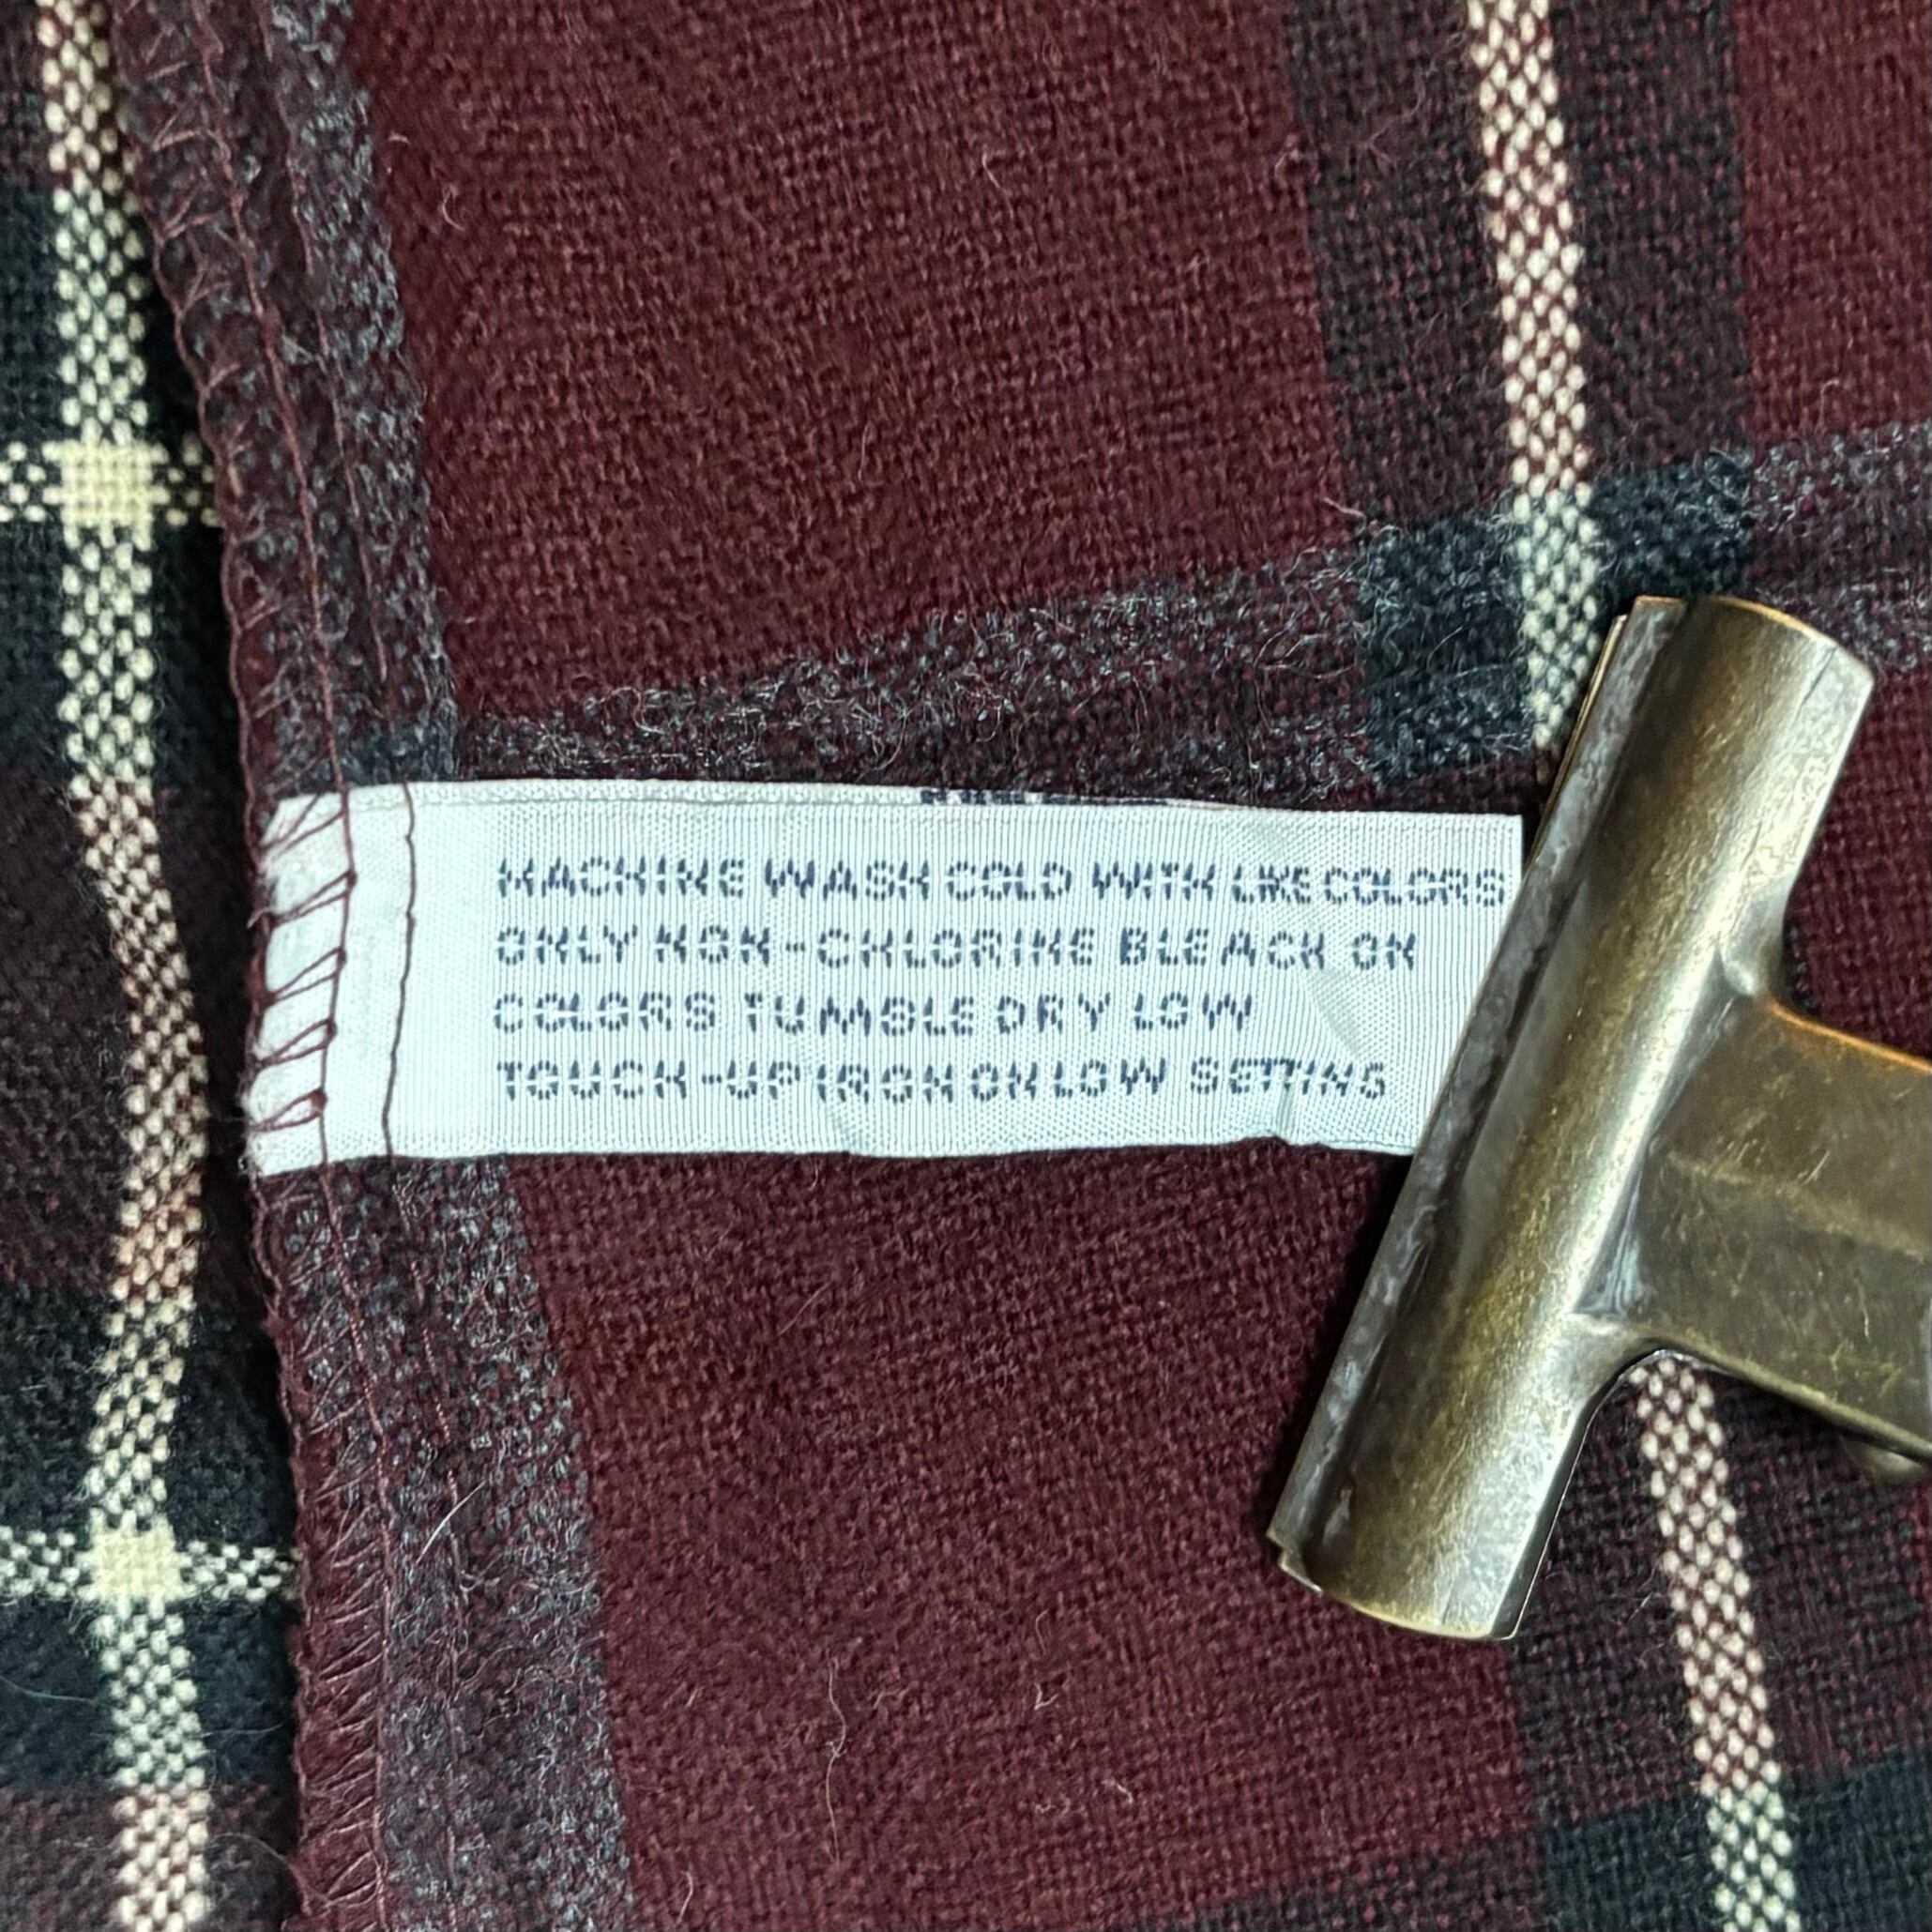 MACHINE WASH COLD WITH LIKE COLORS
ONLY NON-CHLORINE BLEACH ON
COLORS TUMBLE DRY LOW
TOUCH-UP IRON ON LOW SETTING